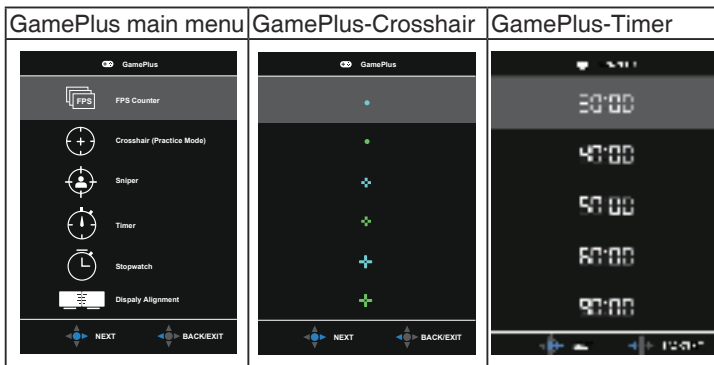 GamePlus main menu GamePlus-Crosshair GamePlus-Timer
GamePlus
FPS FPS Counter
Crosshair (Practice Mode)
Sniper
Timer
Stopwatch
Dispaly Alignment
NEXT BACK/EXIT
GamePlus
NEXT BACK/EXIT
30:00
40:00
50:00
60:00
90:00